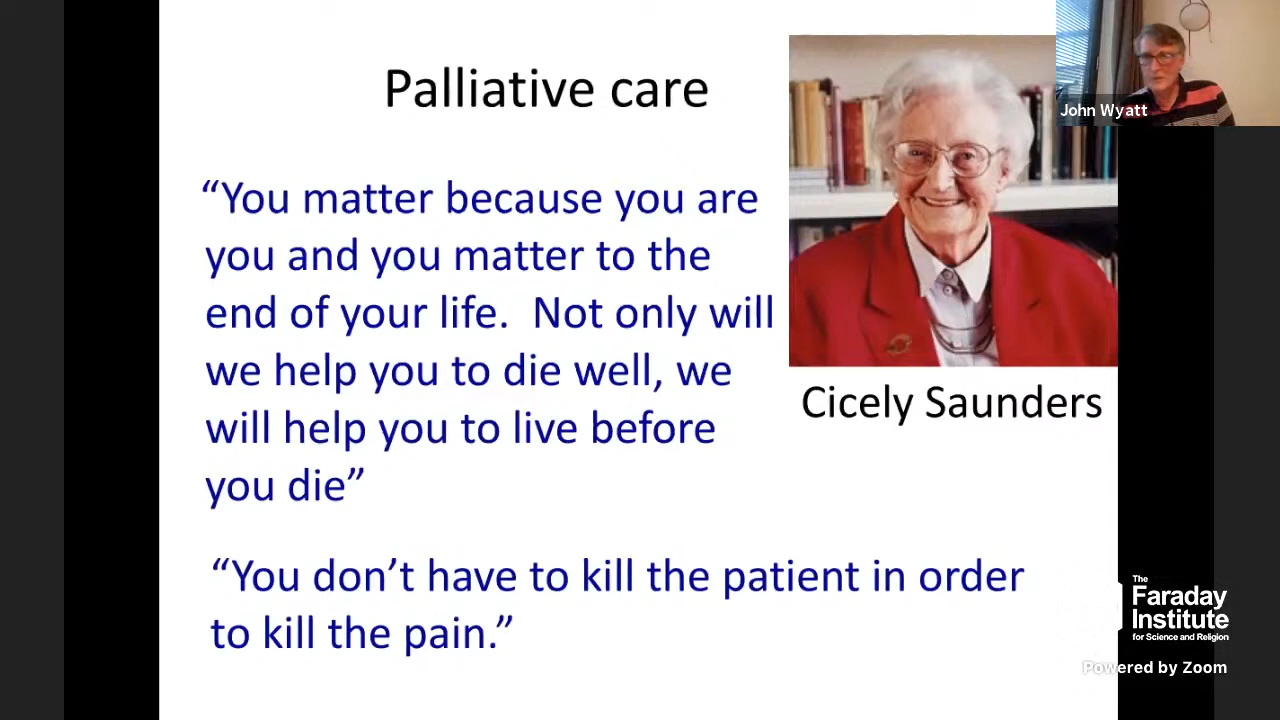 Palliative care
John Wyatt
“You matter because you are
you and you matter to the
end of your life.  Not only will
we help you to die well, we
will help you to live before
you die”
Cicely Saunders
“You don’t have to kill the patient in order
to kill the pain.”
The
Faraday
Institute
for Science and Religion
Powered by Zoom